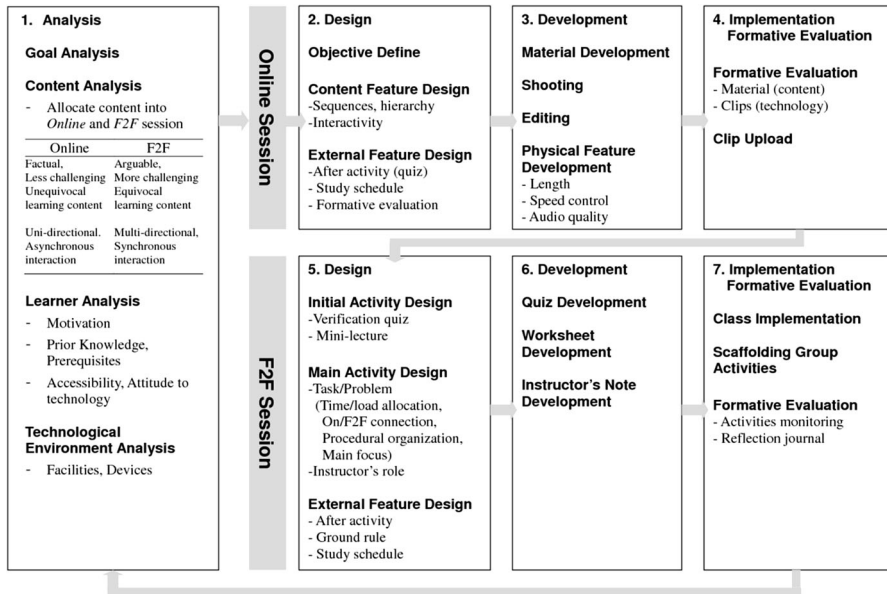 1. Analysis
Goal Analysis
Content Analysis
- Allocate content into
Online and F2F session
Online F2F
Factual, Arguable,
Less challenging More challenging
Unequivocal Equivocal
learning content learning content
Uni-directional. Multi-directional,
Asynchronous Synchronous
interaction interaction
Learner Analysis
- Motivation
- Prior Knowledge,
Prerequisites
- Accessibility, Attitude to
technology
Technological
Environment Analysis
- Facilities, Devices
Online Session
2. Design
Objective Define
Content Feature Design
-Sequences, hierarchy
-Interactivity
External Feature Design
-After activity (quiz)
- Study schedule
- Formative evaluation
3. Development
Material Development
Shooting
Editing
Physical Feature
Development
- Length
- Speed control
- Audio quality
4. Implementation
Formative Evaluation
Formative Evaluation
- Material (content)
- Clips (technology)
Clip Upload
F2F Session
5. Design
Initial Activity Design
-Verification quiz
- Mini-lecture
Main Activity Design
-Task/Problem
(Time/load allocation,
On/F2F connection,
Procedural organization,
Main focus)
-Instructor's role
External Feature Design
- After activity
- Ground rule
- Study schedule
6. Development
Quiz Development
Worksheet
Development
Instructor's Note
Development
7. Implementation
Formative Evaluation
Class Implementation
Scaffolding Group
Activities
Formative Evaluation
- Activities monitoring
- Reflection journal